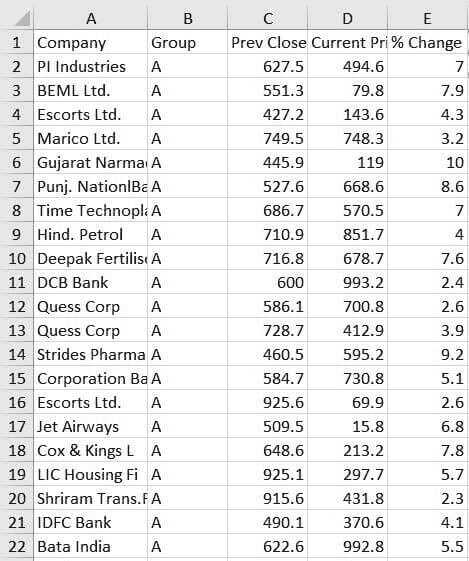 A B C D E
1 Company Group Prev Close Current Pri % Change
2 PI Industries A 627.5 494.6 7
3 BEML Ltd. A 551.3 79.8 7.9
4 Escorts Ltd. A 427.2 143.6 4.3
5 Marico Ltd. A 749.5 748.3 3.2
6 Gujarat Narma A 445.9 119 10
7 Punj. NationlBa A 527.6 668.6 8.6
8 Time Technopla A 686.7 570.5 7
9 Hind. Petrol A 710.9 851.7 4
10 Deepak Fertilise A 716.8 678.7 7.6
11 DCB Bank A 600 993.2 2.4
12 Quess Corp A 586.1 700.8 2.6
13 Quess Corp A 728.7 412.9 3.9
14 Strides Pharma A 460.5 595.2 9.2
15 Corporation Ba A 584.7 730.8 5.1
16 Escorts Ltd. A 925.6 69.9 2.6
17 Jet Airways A 509.5 15.8 6.8
18 Cox & Kings L A 648.6 213.2 7.8
19 LIC Housing Fi A 925.1 297.7 5.7
20 Shriram Trans.F A 915.6 431.8 2.3
21 IDFC Bank A 490.1 370.6 4.1
22 Bata India A 622.6 992.8 5.5